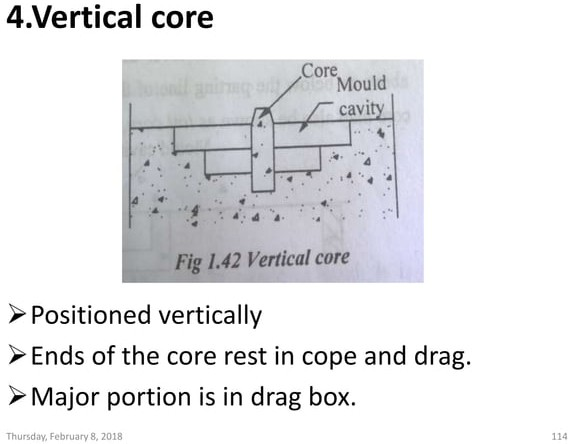 4.Vertical core
Core
Mould
cavity
Fig 1.42 Vertical core
➢Positioned vertically
➢Ends of the core rest in cope and drag.
➢Major portion is in drag box.
Thursday, February 8, 2018
114